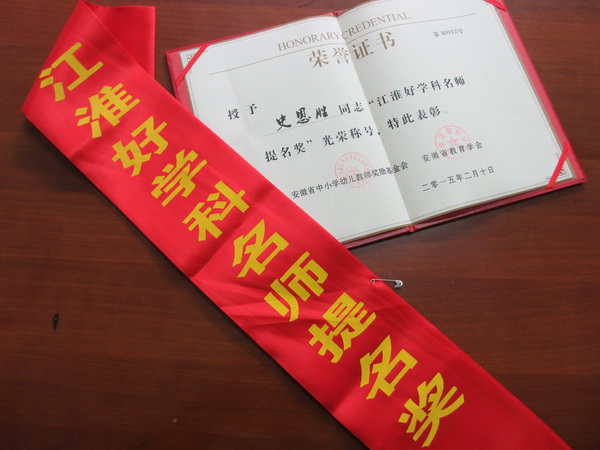 江淮好学科名师提名奖
HONORARY CREDENTIAL
荣誉证书
授予 史恩胜 同志"江淮好学科名师
提名奖"光荣称号，特此表彰。
安徽省中小学幼儿教师奖励基金会 安徽省教育学会
二〇一五年二月十日